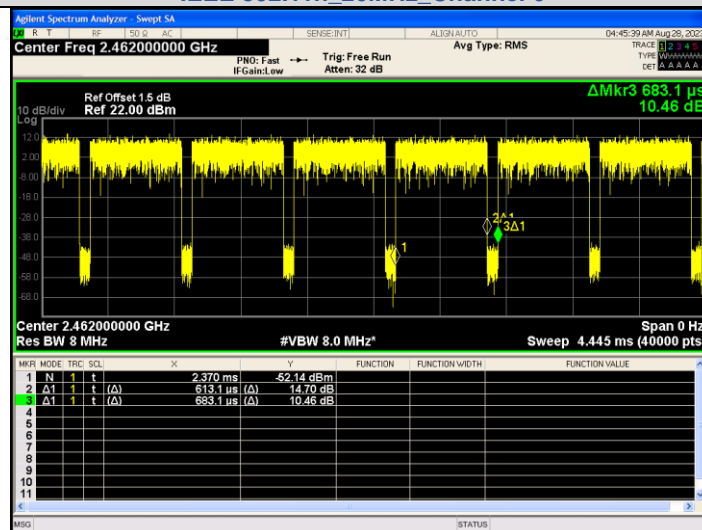 Agilent Spectrum Analyzer - Swept SA
R T RF 50 Ω AC SENSE:INT ALIGN AUTO 04:45:39 AM Aug 28, 2023
Center Freq 2.462000000 GHz Avg Type: RMS TRACE 1 2 3 4 5
PNO: Fast Trig: Free Run TYPE
IFGain:Low Atten: 32 dB DET A A A A A
ΔMkr3 683.1 µs
Ref Offset 1.5 dB
10 dB/div Ref 22.00 dBm 10.46 dB
Log
12.0
2.00
-8.00
-18.0
-28.0
2Δ1
3Δ1
-38.0
1
-48.0
-58.0
-68.0
Center 2.462000000 GHz Span 0 Hz
Res BW 8 MHz #VBW 8.0 MHz* Sweep 4.445 ms (40000 pts
MKR MODE TRC SCL X Y FUNCTION FUNCTION WIDTH FUNCTION VALUE
1 N 1 t 2.370 ms -52.14 dBm
2 Δ1 1 t (Δ) 613.1 µs (Δ) 14.70 dB
3 Δ1 1 t (Δ) 683.1 µs (Δ) 10.46 dB
4
5
6
7
8
9
10
11
MSG STATUS